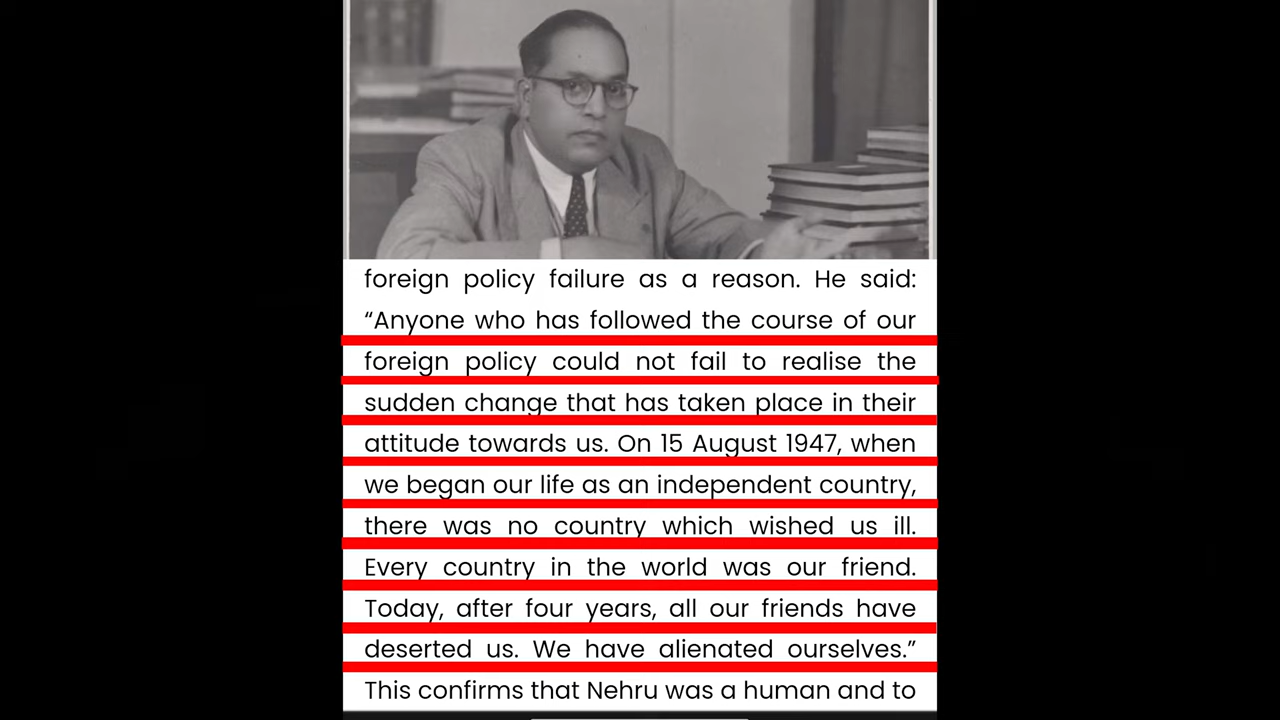 foreign policy failure as a reason. He said:
“Anyone who has followed the course of our
foreign policy could not fail to realise the
sudden change that has taken place in their
attitude towards us. On 15 August 1947, when
we began our life as an independent country,
there was no country which wished us ill.
Every country in the world was our friend.
Today, after four years, all our friends have
deserted us. We have alienated ourselves.”
This confirms that Nehru was a human and to